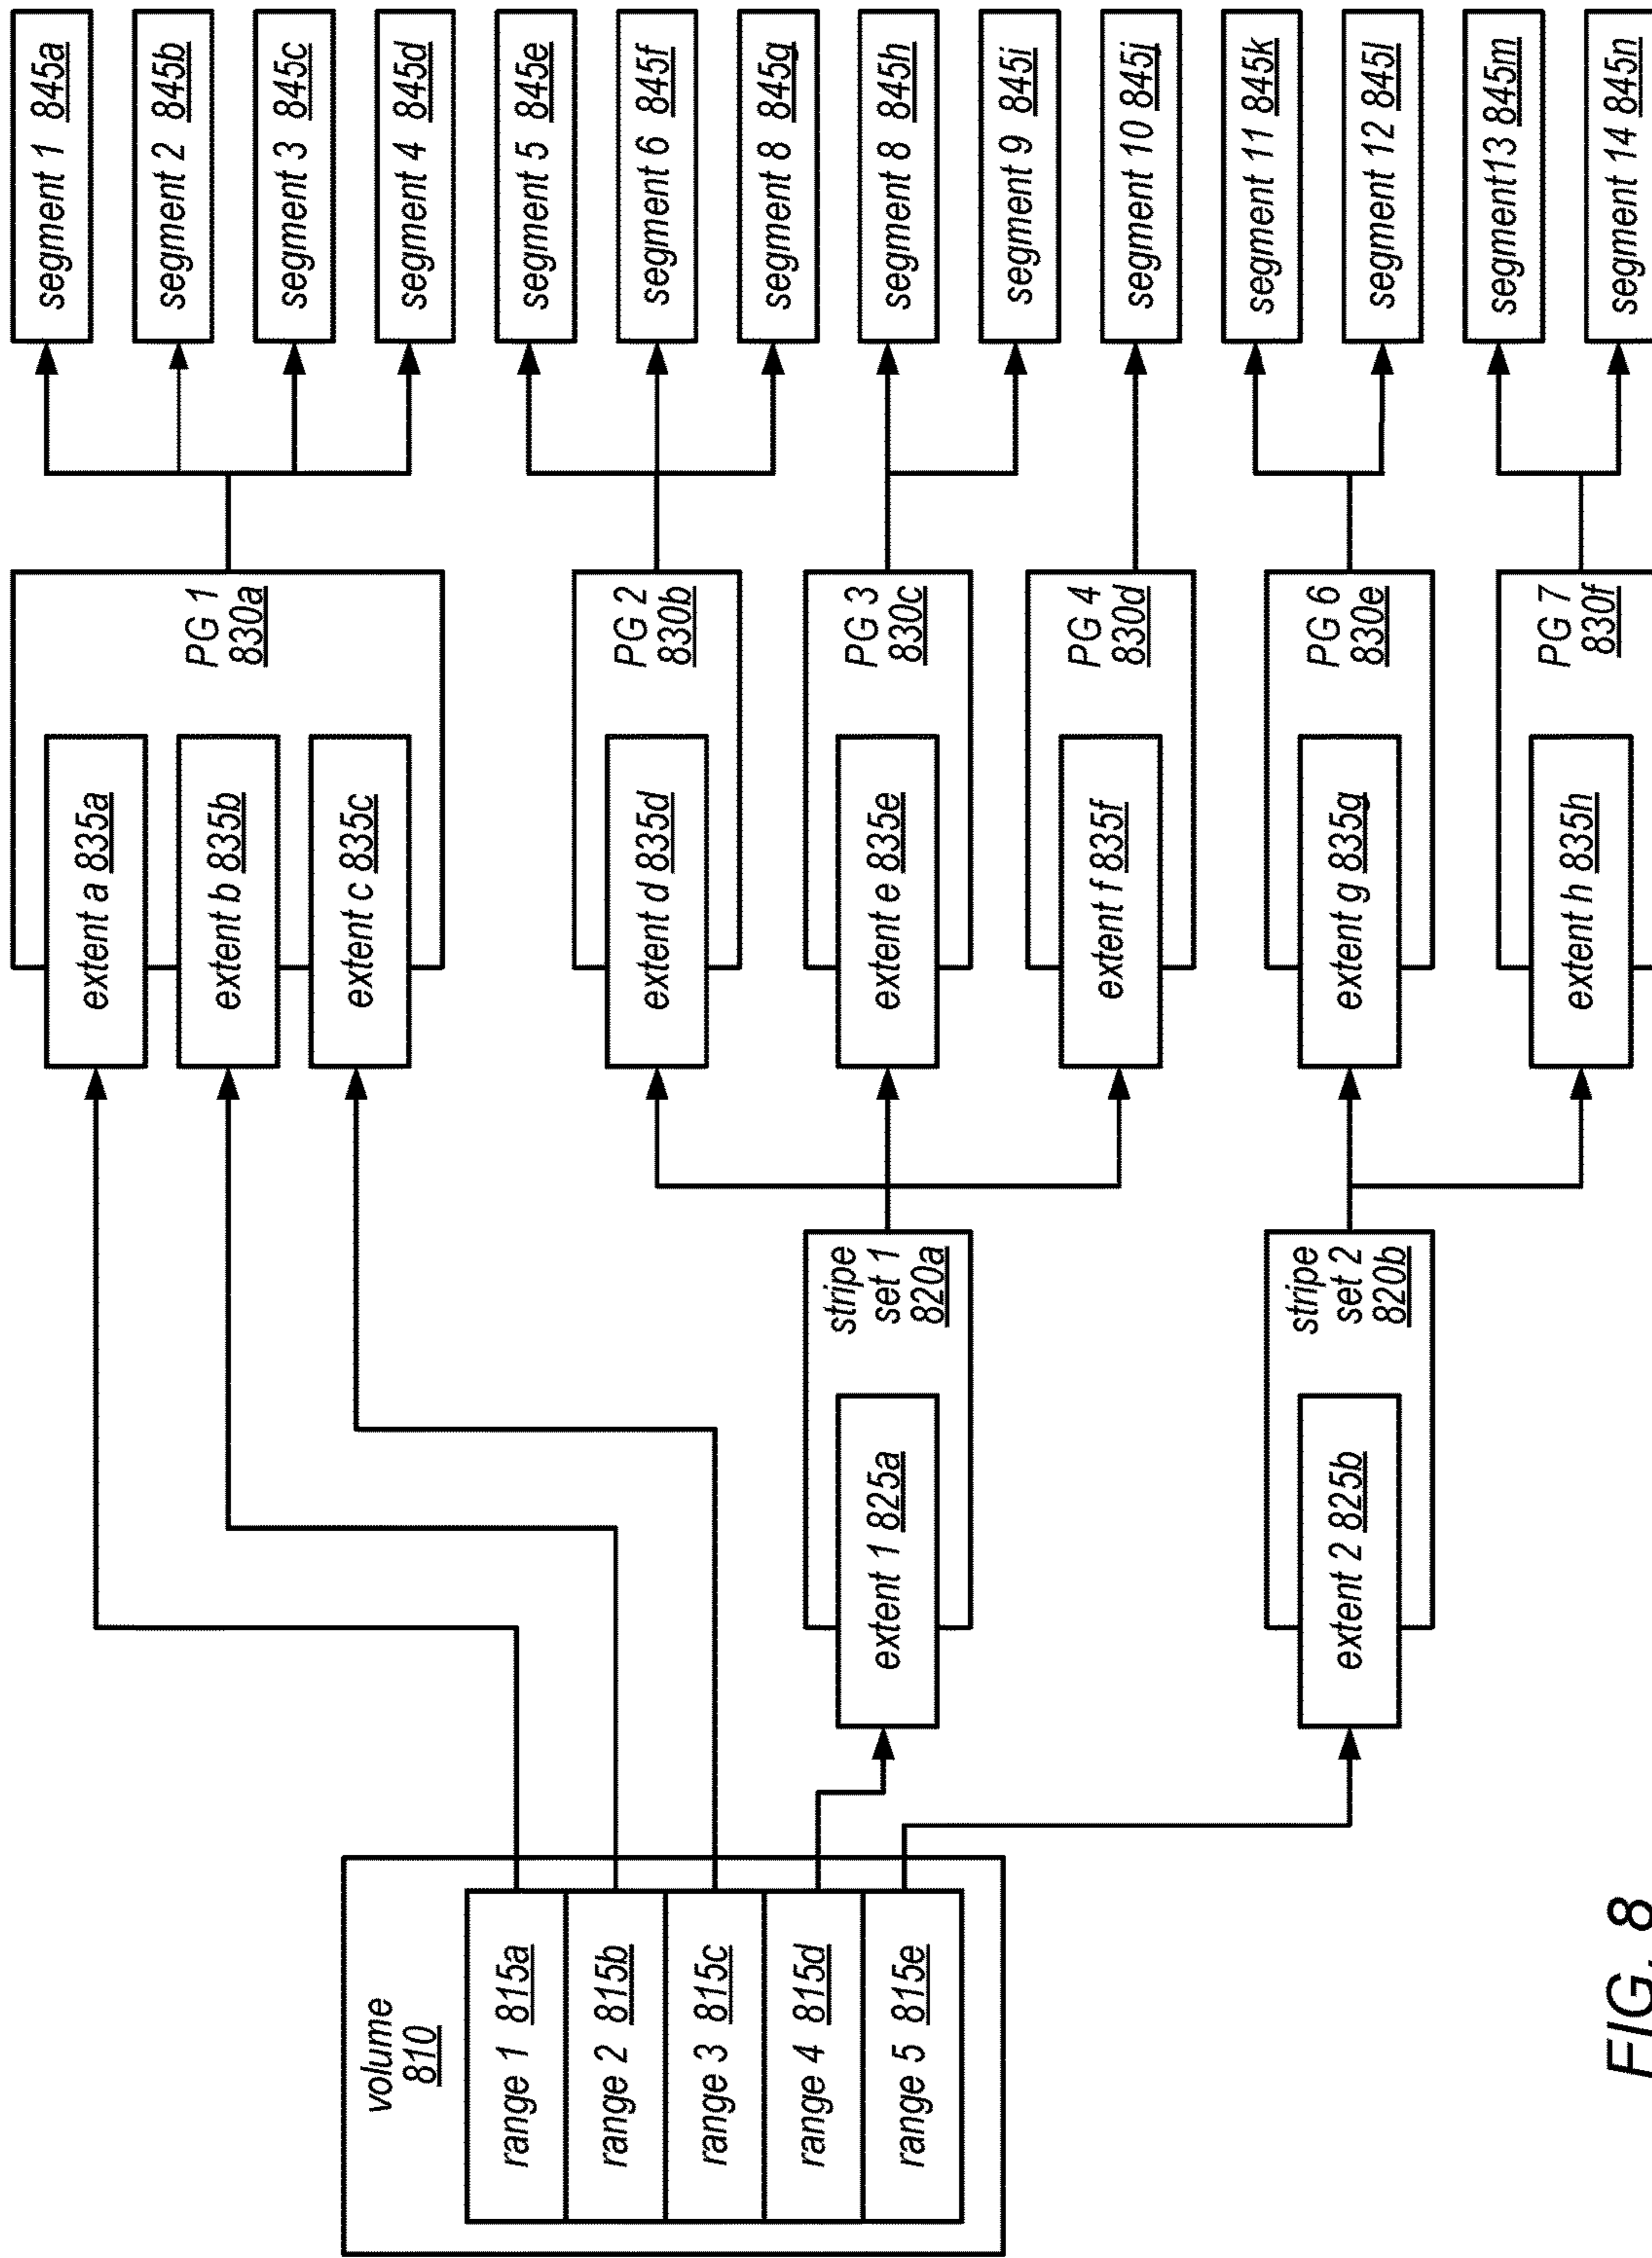 volume
810
range 1 815a
range 2 815b
range 3 815c
range 4 815d
range 5 815e
extent 1 825a
stripe
set 1
820a
extent 2 825b
stripe
set 2
820b
extent a 835a
extent b 835b
extent c 835c
PG 1
830a
extent d 835d
PG 2
830b
extent e 835e
PG 3
830c
extent f 835f
PG 4
830d
extent g 835g
PG 6
830e
extent h 835h
PG 7
830f
segment 1 845a
segment 2 845b
segment 3 845c
segment 4 845d
segment 5 845e
segment 6 845f
segment 8 845g
segment 8 845h
segment 9 845i
segment 10 845j
segment 11 845k
segment 12 845l
segment13 845m
segment 14 845n
FIG. 8